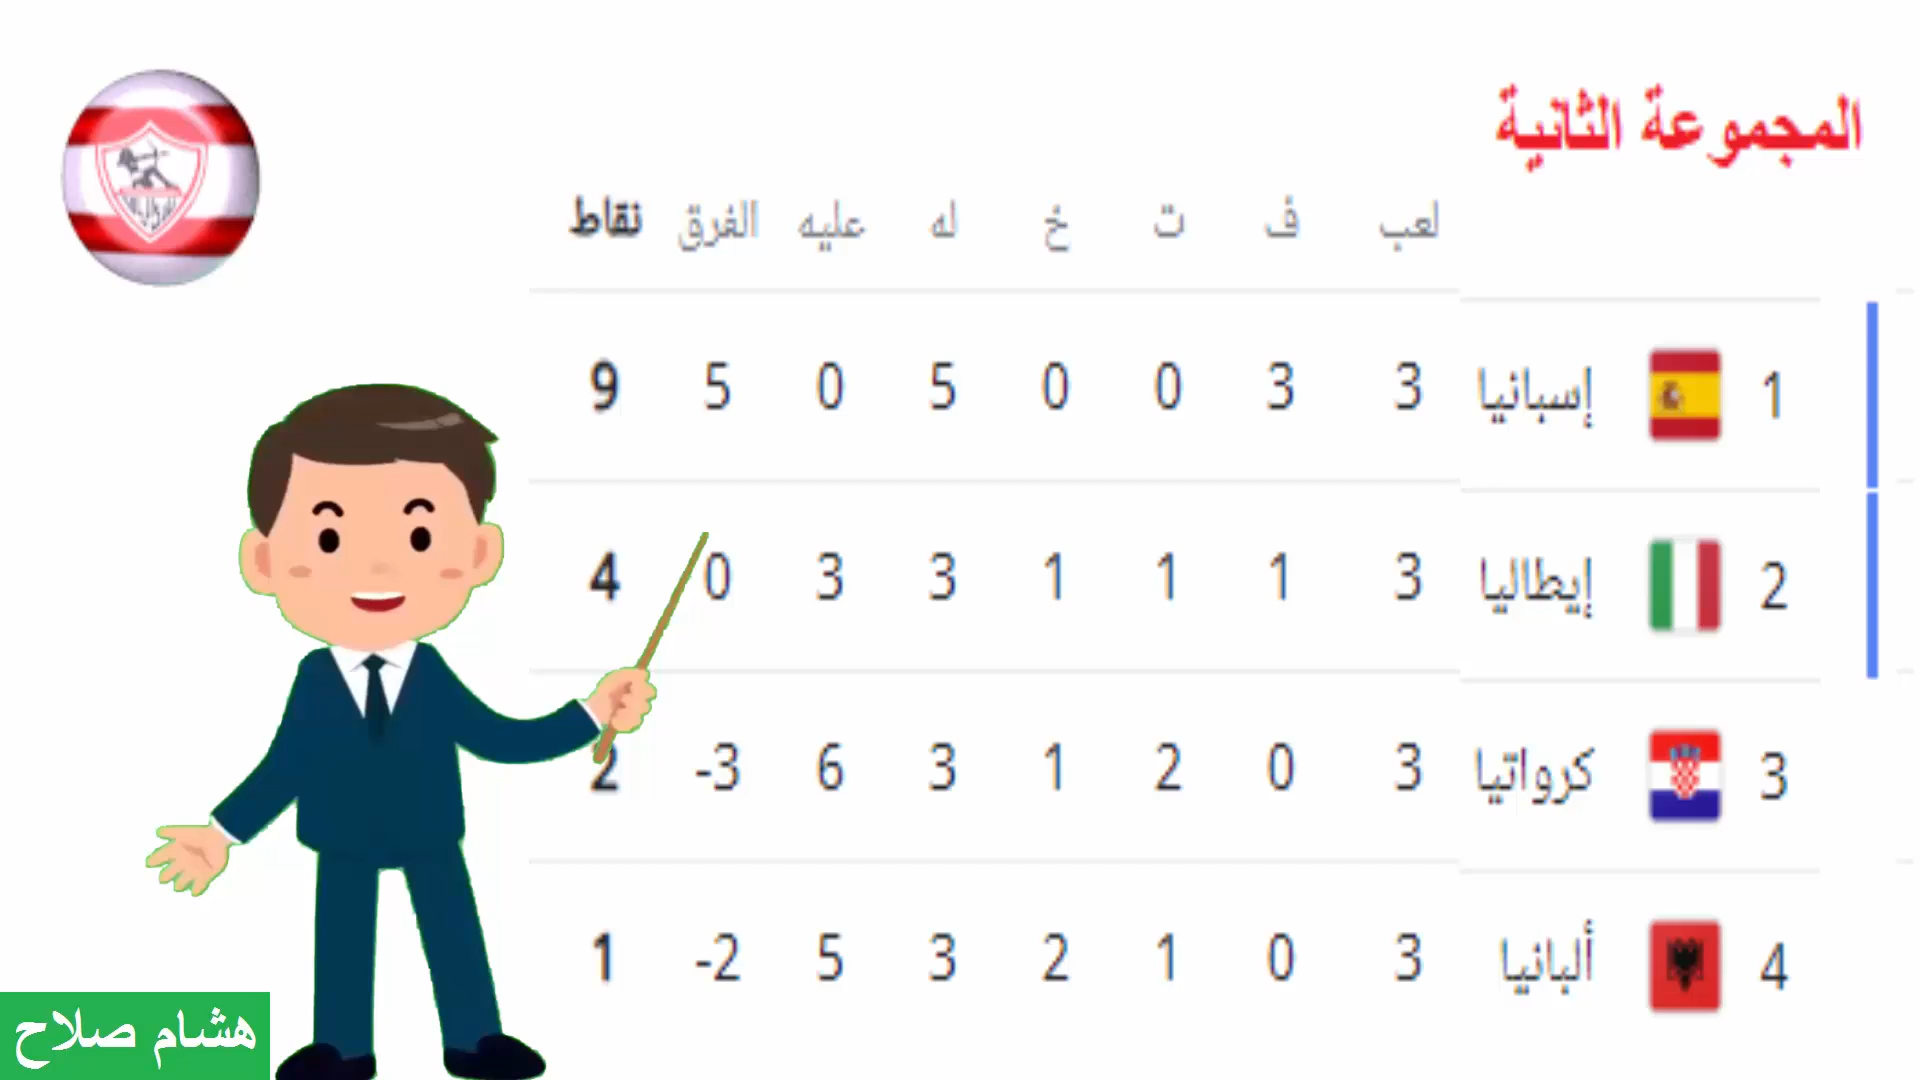 المجموعة الثانية
لعب ف ت خ له عليه الفرق نقاط
1 إسبانيا 3 3 0 0 5 0 5 9
2 إيطاليا 3 1 1 1 3 3 0 4
3 كرواتيا 3 0 2 1 3 6 -3 2
4 ألبانيا 3 0 1 2 3 5 -2 1
هشام صلاح